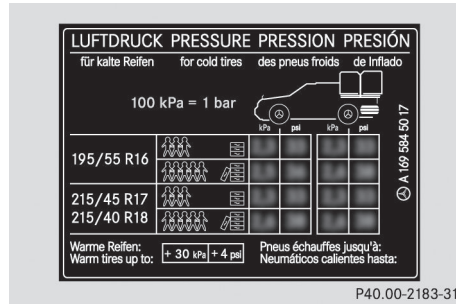 LUFTDRUCK PRESSURE PRESSION PRESIÓN
für kalte Reifen for cold tires des pneus froids de Inflado
100 kPa = 1 bar
kPa psi kPa psi
195/55 R16
215/45 R17
215/40 R18
Warme Reifen: Pneus échauffes jusqu'à:
Warm tires up to: + 30 kPa + 4 psi Neumáticos calientes hasta:
A 169 584 50 17
P40.00-2183-31